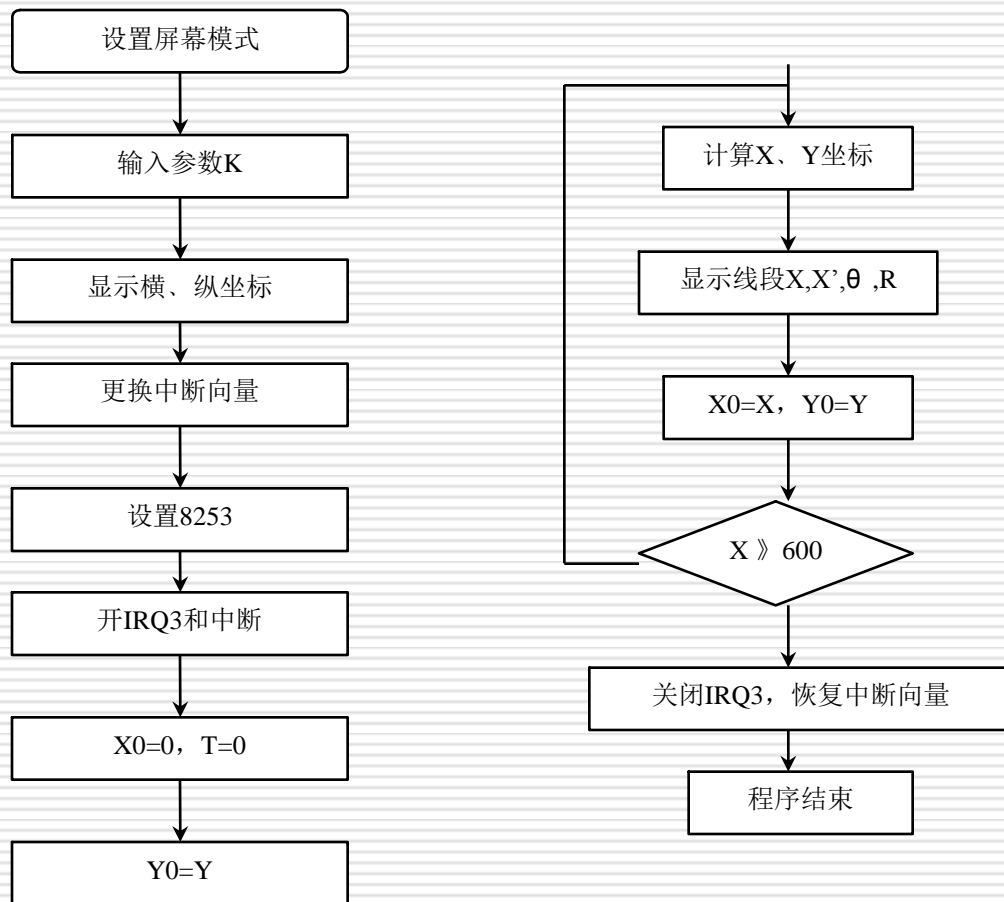 设置屏幕模式
输入参数K
显示横、纵坐标
更换中断向量
设置8253
开IRQ3和中断
X0=0，T=0
Y0=Y
计算X、Y坐标
显示线段X,X’,θ ,R
X0=X，Y0=Y
X 》600
关闭IRQ3，恢复中断向量
程序结束